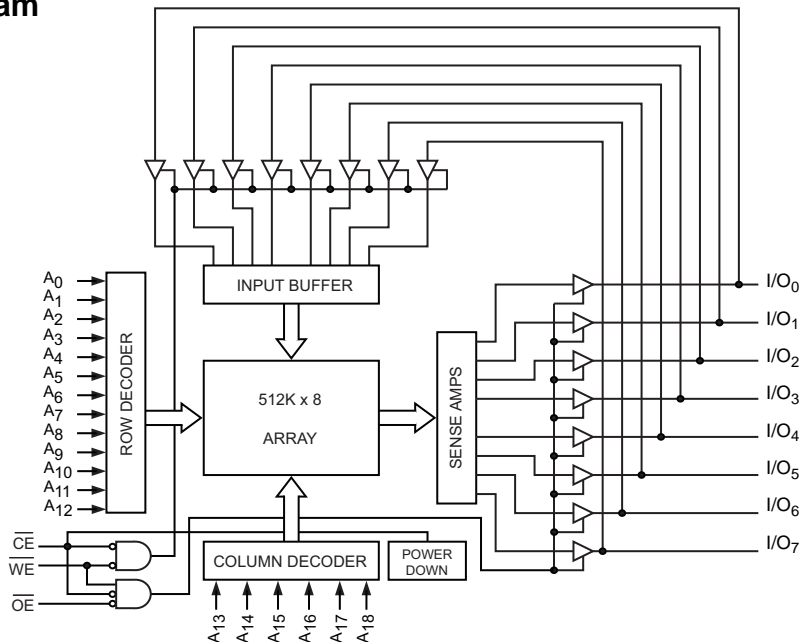 am
INPUT BUFFER
A0
A1
A2
A3
A4
A5
A6
A7
A8
A9
A10
A11
A12
ROW DECODER
512K x 8
ARRAY
SENSE AMPS
I/O0
I/O1
I/O2
I/O3
I/O4
I/O5
I/O6
I/O7
CE
WE
OE
COLUMN DECODER
POWER
DOWN
A13
A14
A15
A16
A17
A18